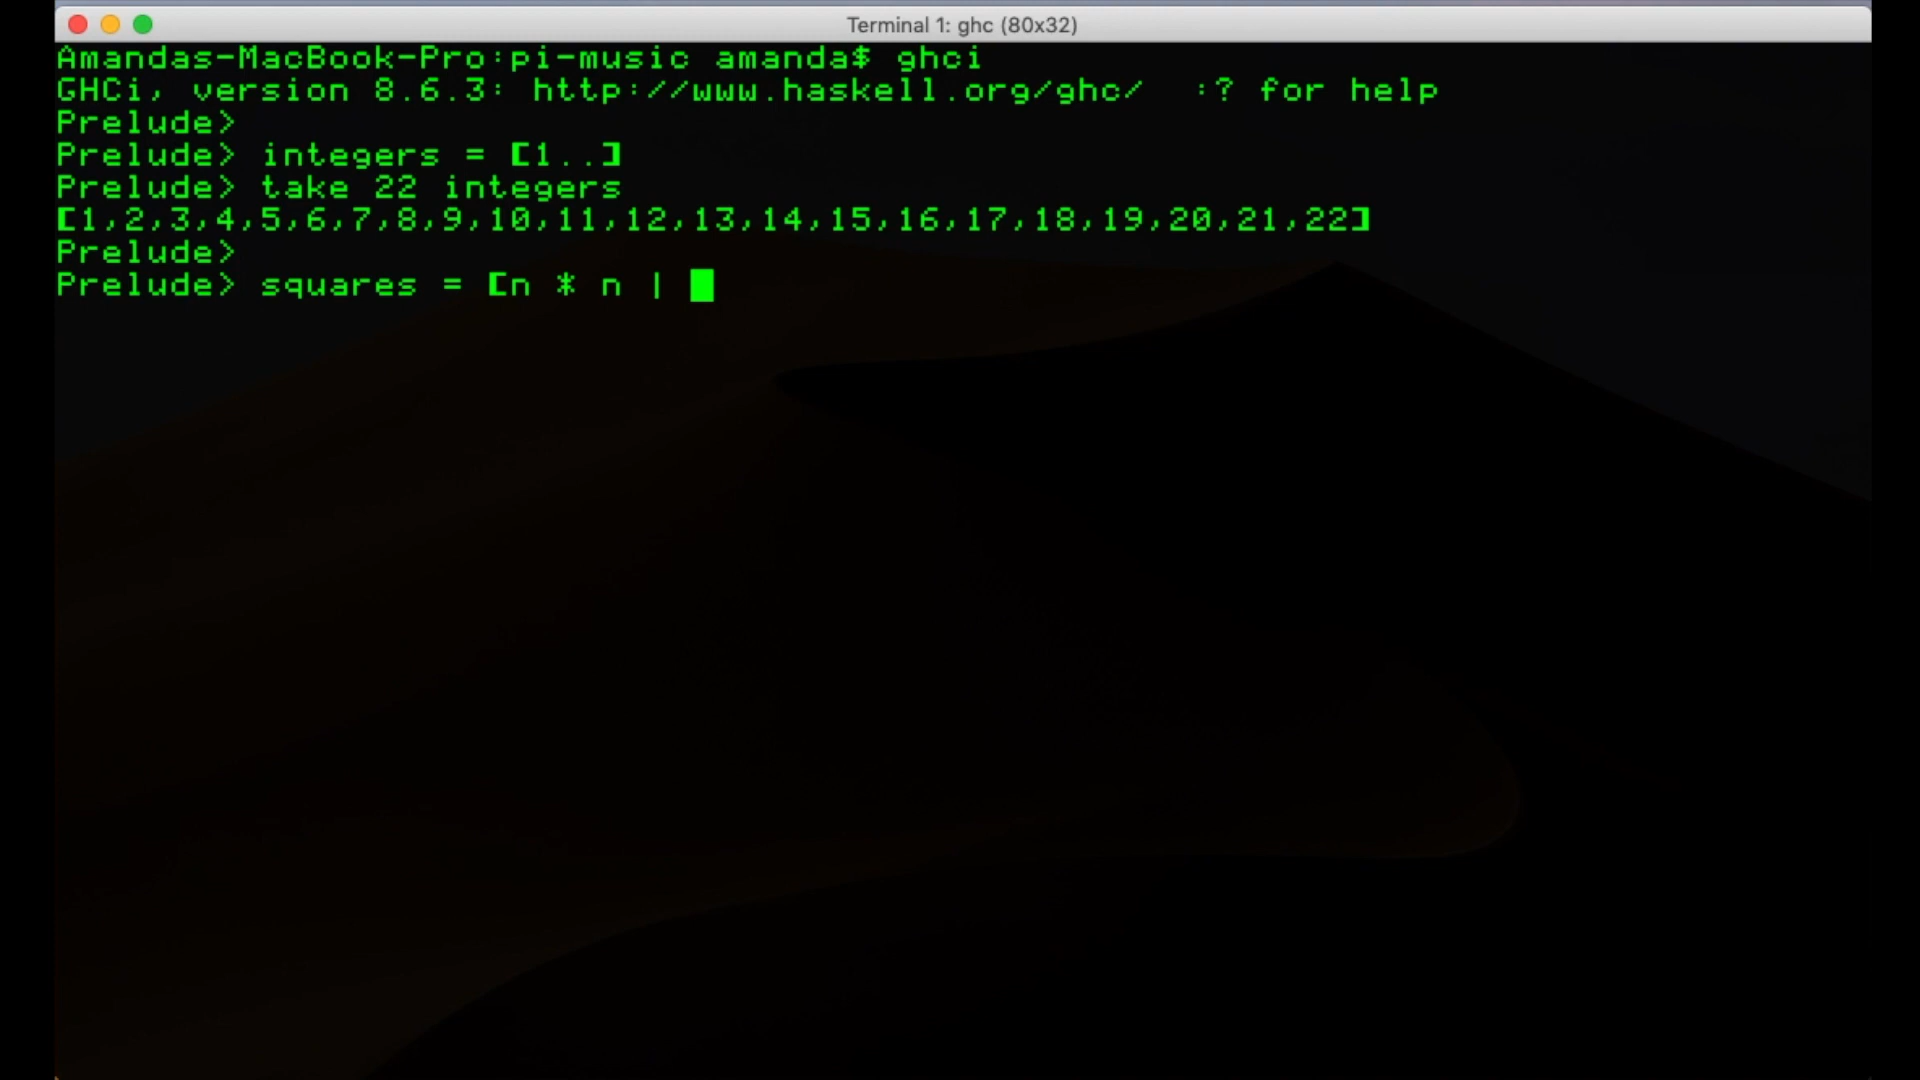 Terminal 1: ghc (80x32)
Amandas-MacBook-Pro:pi-music amanda$ ghci
GHCi, version 8.6.3: http://www.haskell.org/ghc/  :? for help
Prelude>
Prelude> integers = [1..]
Prelude> take 22 integers
[1,2,3,4,5,6,7,8,9,10,11,12,13,14,15,16,17,18,19,20,21,22]
Prelude>
Prelude> squares = [n * n |